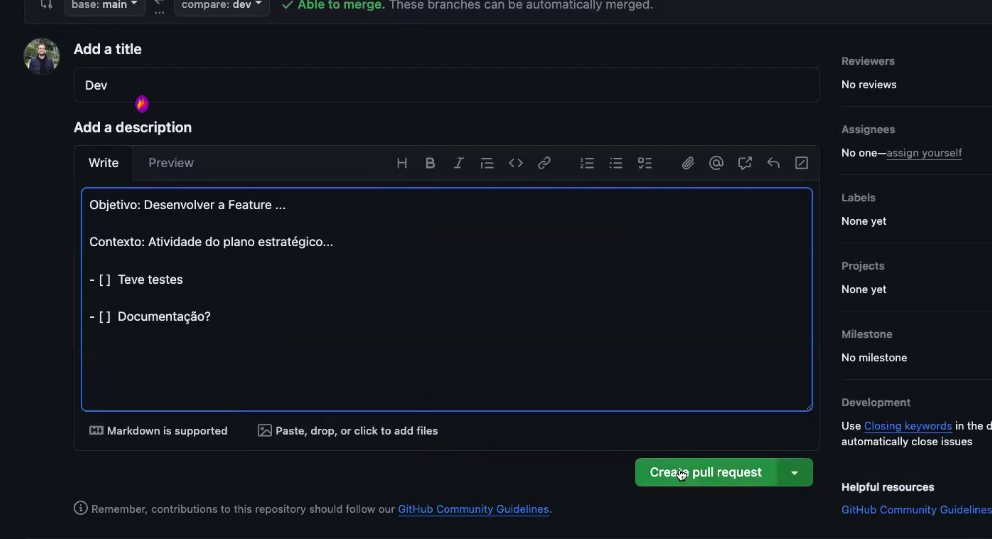 base: main
compare: dev
Able to merge. These branches can be automatically merged.
Add a title
Dev
Add a description
Write
Preview
Objetivo: Desenvolver a Feature ...
Contexto: Atividade do plano estratégico...
- [ ] Teve testes
- [ ] Documentação?
Markdown is supported
Paste, drop, or click to add files
Create pull request
Remember, contributions to this repository should follow our GitHub Community Guidelines.
Reviewers
No reviews
Assignees
No one—assign yourself
Labels
None yet
Projects
None yet
Milestone
No milestone
Development
Use Closing keywords in the
automatically close issues
Helpful resources
GitHub Community Guidelines